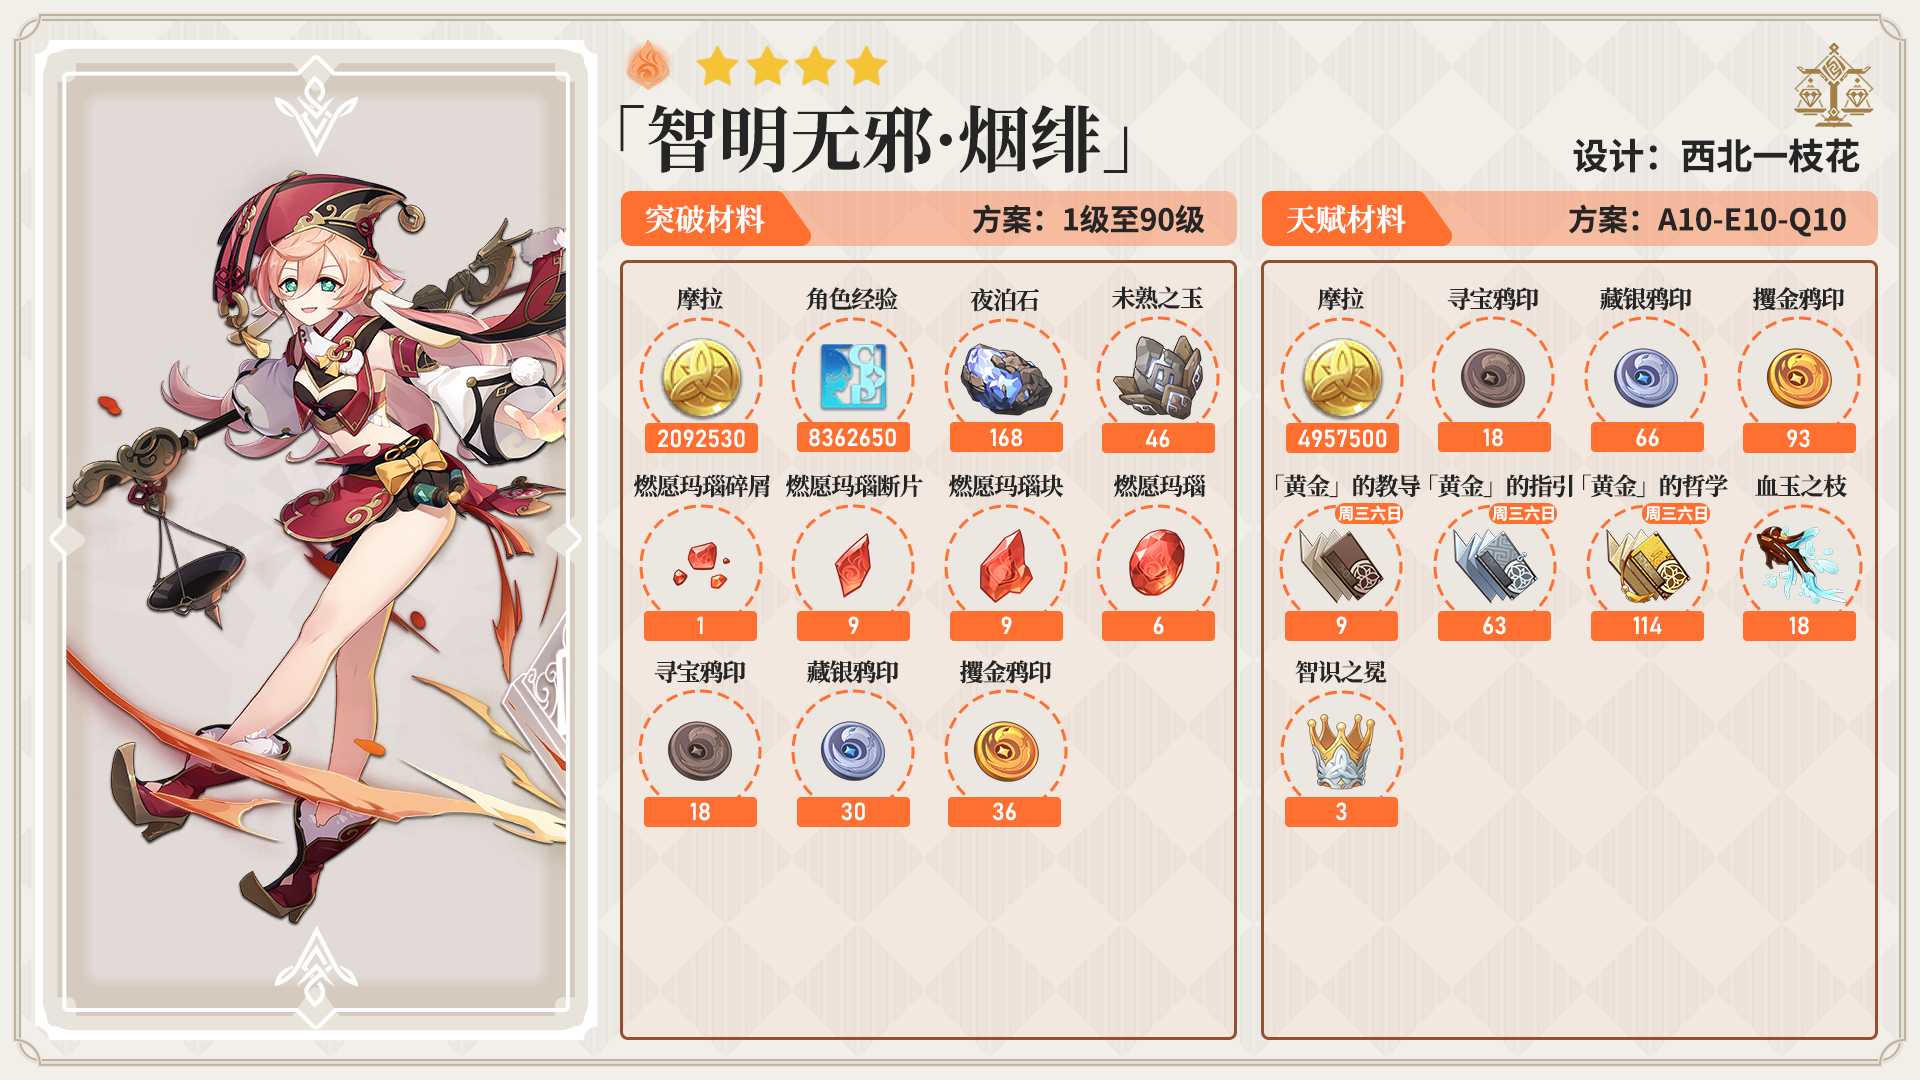 「智明无邪·烟绯」
设计：西北一枝花
突破材料
方案：1级至90级
摩拉
角色经验
夜泊石
未熟之玉
2092530
8362650
168
46
燃愿玛瑙碎屑
燃愿玛瑙断片
燃愿玛瑙块
燃愿玛瑙
1
9
9
6
寻宝鸦印
藏银鸦印
攫金鸦印
18
30
36
天赋材料
方案：A10-E10-Q10
摩拉
寻宝鸦印
藏银鸦印
攫金鸦印
4957500
18
66
93
「黄金」的教导
「黄金」的指引
「黄金」的哲学
血玉之枝
周三六日
周三六日
周三六日
9
63
114
18
智识之冕
3